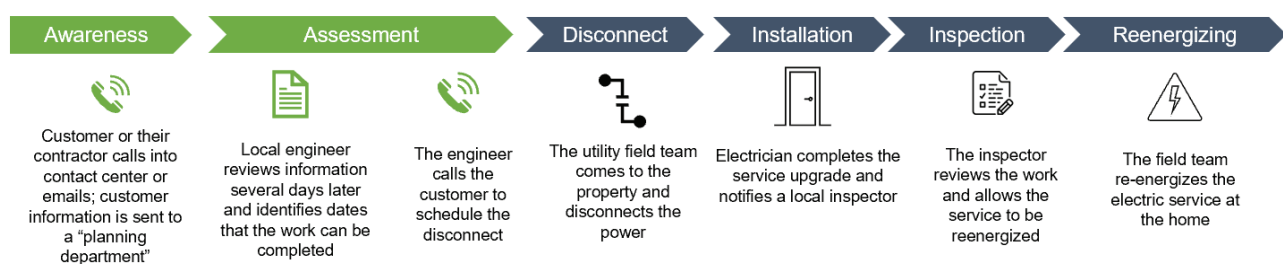 Awareness
Assessment
Disconnect
Installation
Inspection
Reenergizing
Customer or their
contractor calls into
contact center or
emails; customer
information is sent to
a “planning
department”
Local engineer
reviews information
several days later
and identifies dates
that the work can be
completed
The engineer
calls the
customer to
schedule the
disconnect
The utility field team
comes to the
property and
disconnects the
power
Electrician completes the
service upgrade and
notifies a local inspector
The inspector
reviews the work
and allows the
service to be
reenergized
The field team
re-energizes the
electric service at
the home